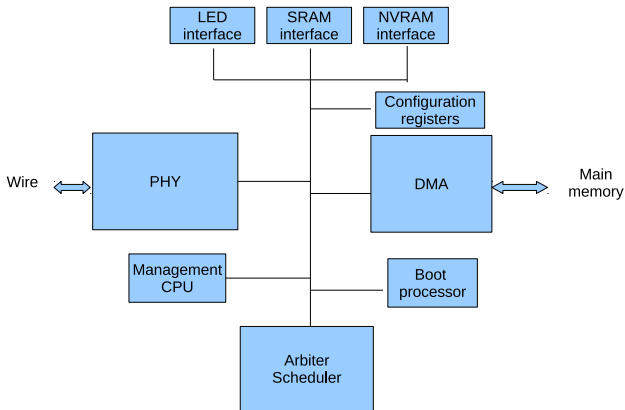 LED
interface
SRAM
interface
NVRAM
interface
Configuration
registers
Wire
PHY
DMA
Main
memory
Management
CPU
Boot
processor
Arbiter
Scheduler